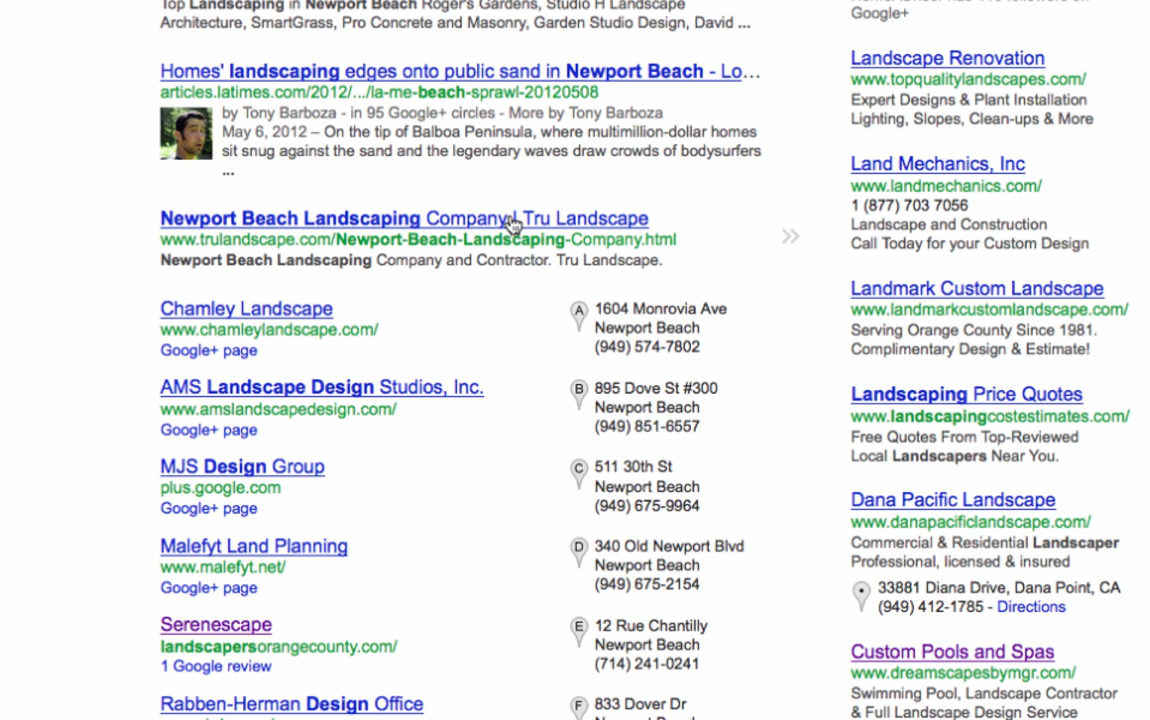 Top Landscaping in Newport Beach Roger's Gardens, Studio H Landscape
Architecture, SmartGrass, Pro Concrete and Masonry, Garden Studio Design, David ...
Homes' landscaping edges onto public sand in Newport Beach - Lo...
articles.latimes.com/2012/.../la-me-beach-sprawl-20120508
by Tony Barboza - in 95 Google+ circles - More by Tony Barboza
May 6, 2012 – On the tip of Balboa Peninsula, where multimillion-dollar homes
sit snug against the sand and the legendary waves draw crowds of bodysurfers
...
Newport Beach Landscaping Company | Tru Landscape
www.trulandscape.com/Newport-Beach-Landscaping-Company.html
Newport Beach Landscaping Company and Contractor. Tru Landscape.
»
Chamley Landscape
www.chamleylandscape.com/
Google+ page
A
1604 Monrovia Ave
Newport Beach
(949) 574-7802
AMS Landscape Design Studios, Inc.
www.amslandscapedesign.com/
Google+ page
B
895 Dove St #300
Newport Beach
(949) 851-6557
MJS Design Group
plus.google.com
Google+ page
C
511 30th St
Newport Beach
(949) 675-9964
Malefyt Land Planning
www.malefyt.net/
Google+ page
D
340 Old Newport Blvd
Newport Beach
(949) 675-2154
Serenescape
landscapersorangecounty.com/
1 Google review
E
12 Rue Chantilly
Newport Beach
(714) 241-0241
Rabben-Herman Design Office
F
833 Dover Dr
Google+
Landscape Renovation
www.topqualitylandscapes.com/
Expert Designs & Plant Installation
Lighting, Slopes, Clean-ups & More
Land Mechanics, Inc
www.landmechanics.com/
1 (877) 703 7056
Landscape and Construction
Call Today for your Custom Design
Landmark Custom Landscape
www.landmarkcustomlandscape.com/
Serving Orange County Since 1981.
Complimentary Design & Estimate!
Landscaping Price Quotes
www.landscapingcostestimates.com/
Free Quotes From Top-Reviewed
Local Landscapers Near You.
Dana Pacific Landscape
www.danapacificlandscape.com/
Commercial & Residential Landscaper
Professional, licensed & insured
33881 Diana Drive, Dana Point, CA
(949) 412-1785 - Directions
Custom Pools and Spas
www.dreamscapesbymgr.com/
Swimming Pool, Landscape Contractor
& Full Landscape Design Service